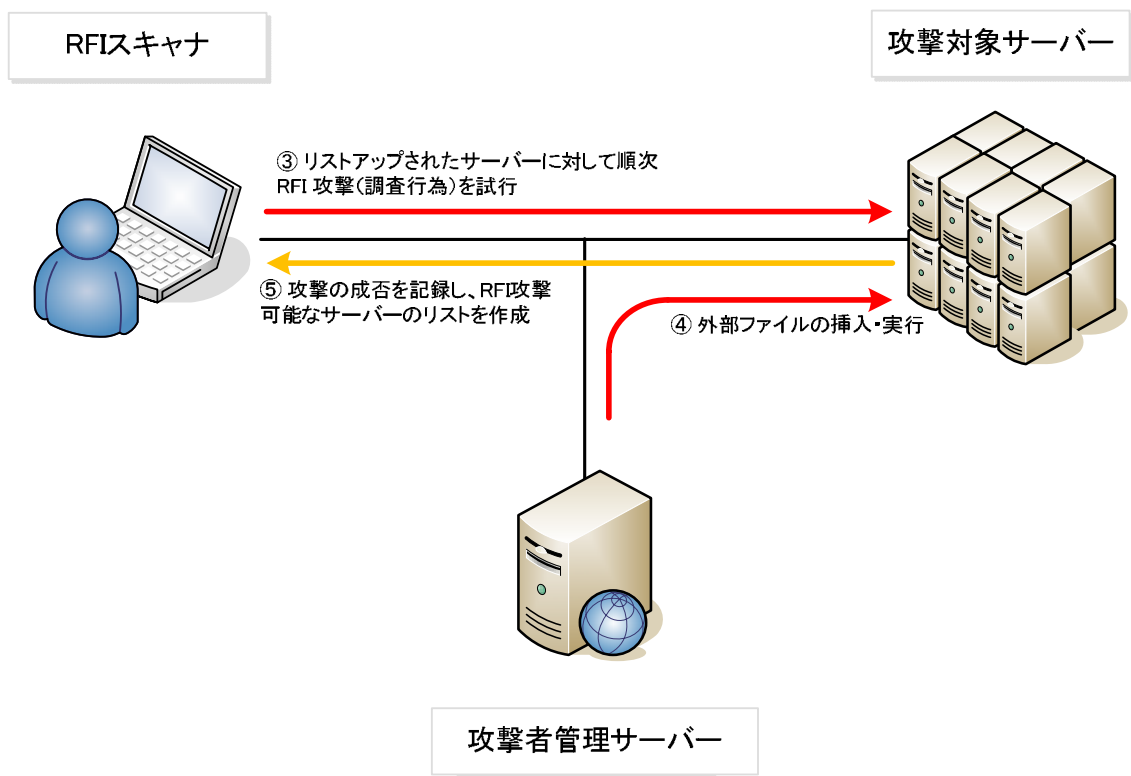 RFIスキャナ
攻撃対象サーバー
③ リストアップされたサーバーに対して順次
RFI 攻撃(調査行為)を試行
⑤ 攻撃の成否を記録し、RFI攻撃
可能なサーバーのリストを作成
④ 外部ファイルの挿入・実行
攻撃者管理サーバー